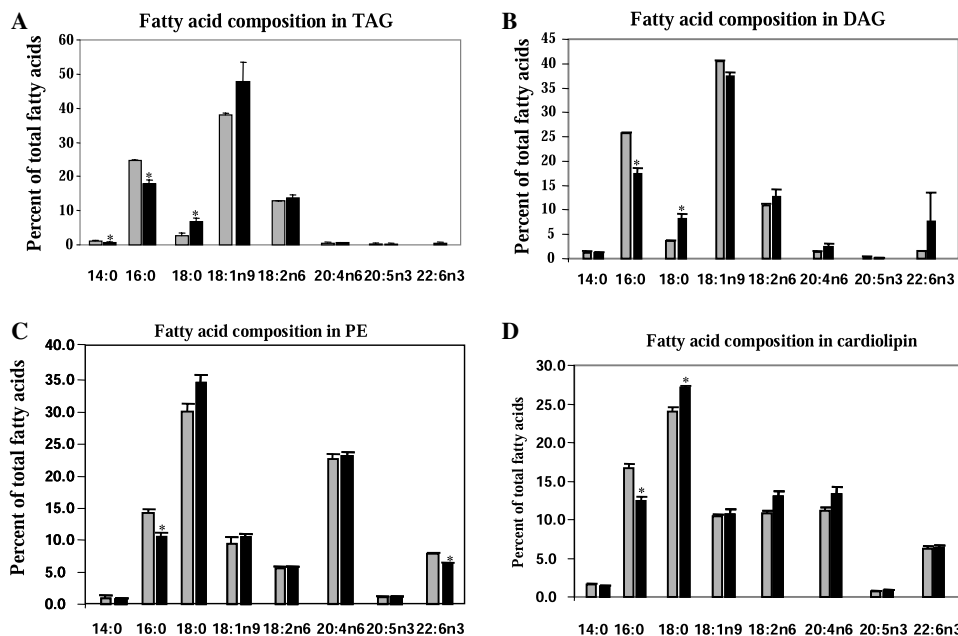 A
Fatty acid composition in TAG
Percent of total fatty acids
60
50
40
30
20
10
0
*
*
*
14:0 16:0 18:0 18:1n9 18:2n6 20:4n6 20:5n3 22:6n3
B
Fatty acid composition in DAG
Percent of total fatty acids
45
40
35
30
25
20
15
10
5
0
*
*
14:0 16:0 18:0 18:1n9 18:2n6 20:4n6 20:5n3 22:6n3
C
Fatty acid composition in PE
Percent of total fatty acids
40.0
35.0
30.0
25.0
20.0
15.0
10.0
5.0
0.0
*
*
14:0 16:0 18:0 18:1n9 18:2n6 20:4n6 20:5n3 22:6n3
D
Fatty acid composition in cardiolipin
Percent of total fatty acids
30.0
25.0
20.0
15.0
10.0
5.0
0.0
*
*
14:0 16:0 18:0 18:1n9 18:2n6 20:4n6 20:5n3 22:6n3